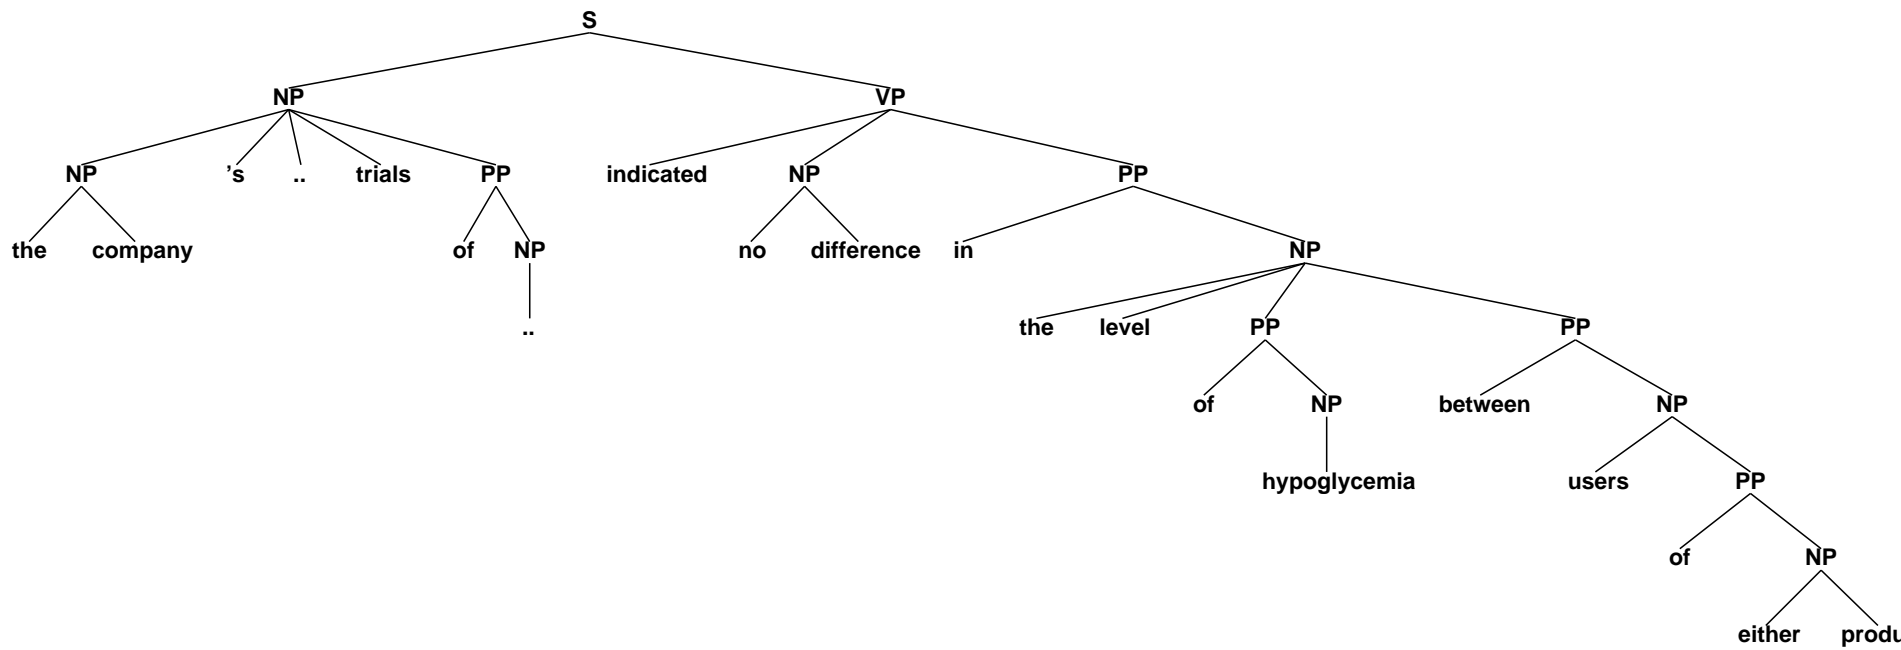 S
NP VP
NP 's .. trials PP indicated NP PP
the company of NP no difference in NP
.. the level PP PP
of NP between NP
hypoglycemia users PP
of NP
either produ